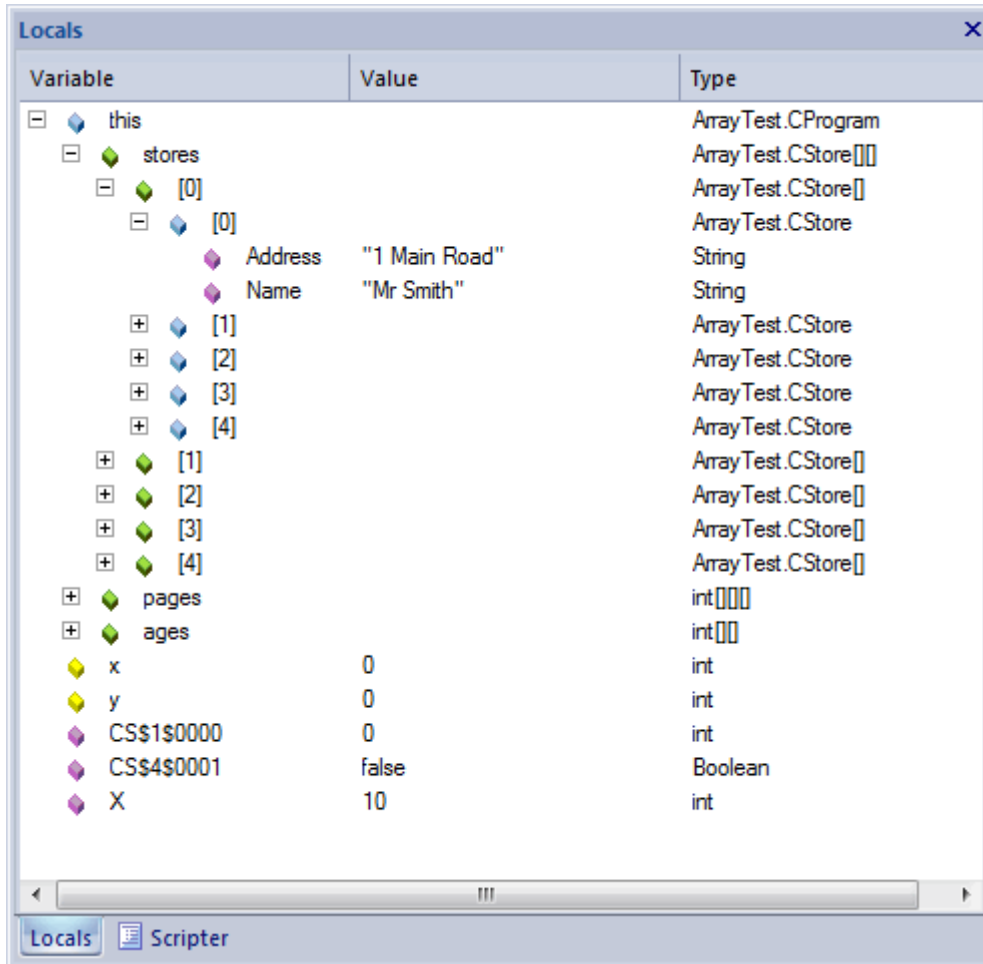 Locals
Variable Value Type
this ArrayTest.CProgram
stores ArrayTest.CStore[][]
[0] ArrayTest.CStore[]
[0] ArrayTest.CStore
Address "1 Main Road" String
Name "Mr Smith" String
[1] ArrayTest.CStore
[2] ArrayTest.CStore
[3] ArrayTest.CStore
[4] ArrayTest.CStore
[1] ArrayTest.CStore[]
[2] ArrayTest.CStore[]
[3] ArrayTest.CStore[]
[4] ArrayTest.CStore[]
pages int[][][]
ages int[][]
x 0 int
y 0 int
CS$1$0000 0 int
CS$4$0001 false Boolean
X 10 int
Locals Scripter